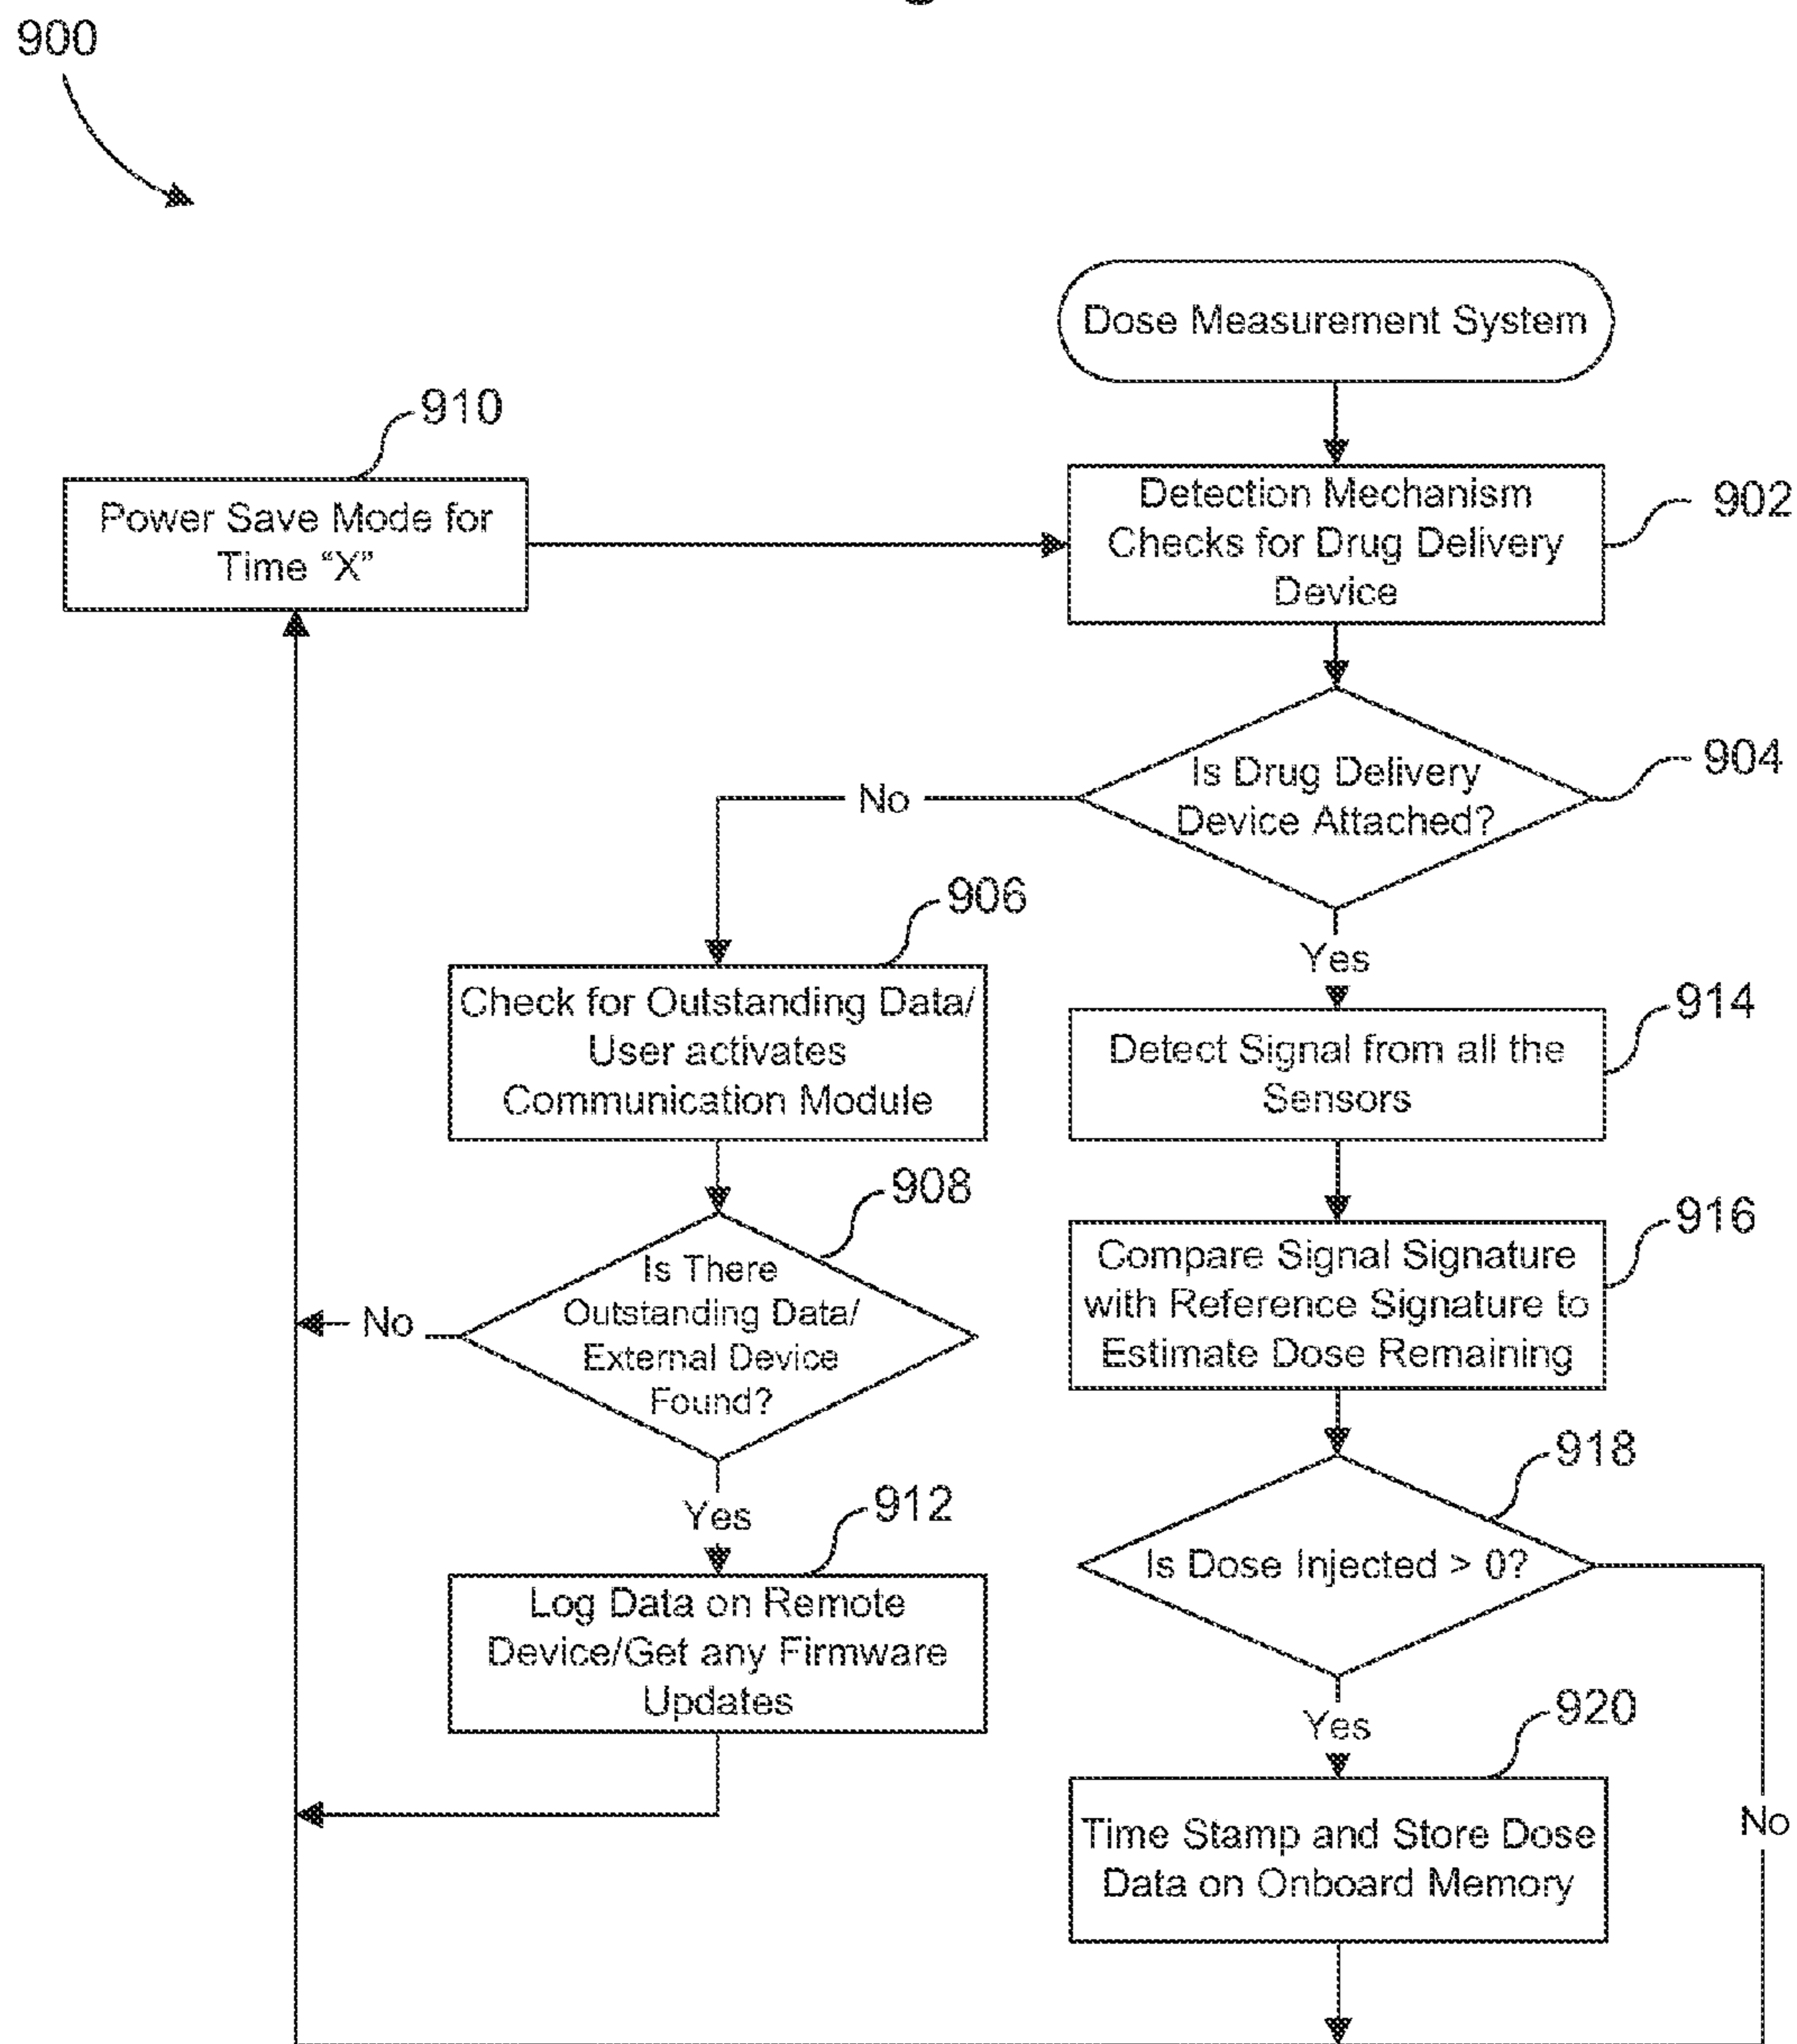 900
Dose Measurement System
910
Power Save Mode for
Time “X”
Detection Mechanism
Checks for Drug Delivery
Device
902
Is Drug Delivery
Device Attached?
904
No
Yes
906
Check for Outstanding Data/
User activates
Communication Module
914
Detect Signal from all the
Sensors
908
Is There
Outstanding Data/
External Device
Found?
No
Yes
916
Compare Signal Signature
with Reference Signature to
Estimate Dose Remaining
918
Is Dose Injected > 0?
912
Log Data on Remote
Device/Get any Firmware
Updates
Yes
No
920
Time Stamp and Store Dose
Data on Onboard Memory